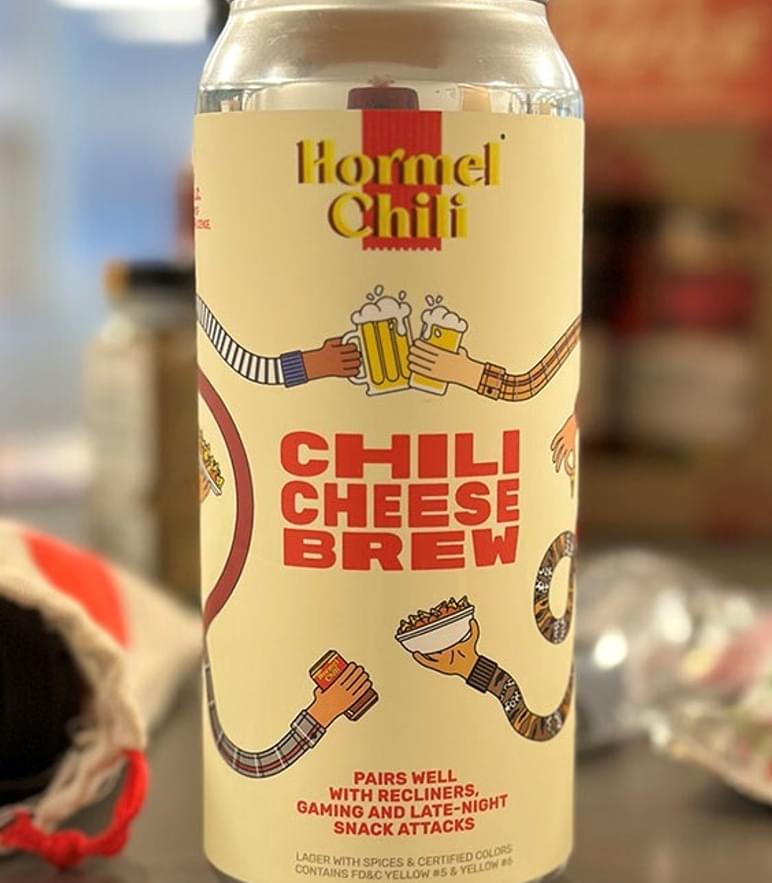 Hormel
Chili
CHILI
CHEESE
BREW
PAIRS WELL
WITH RECLINERS,
GAMING AND LATE-NIGHT
SNACK ATTACKS
LAGER WITH SPICES & CERTIFIED COLORS
CONTAINS FD&C YELLOW #5 & YELLOW #6